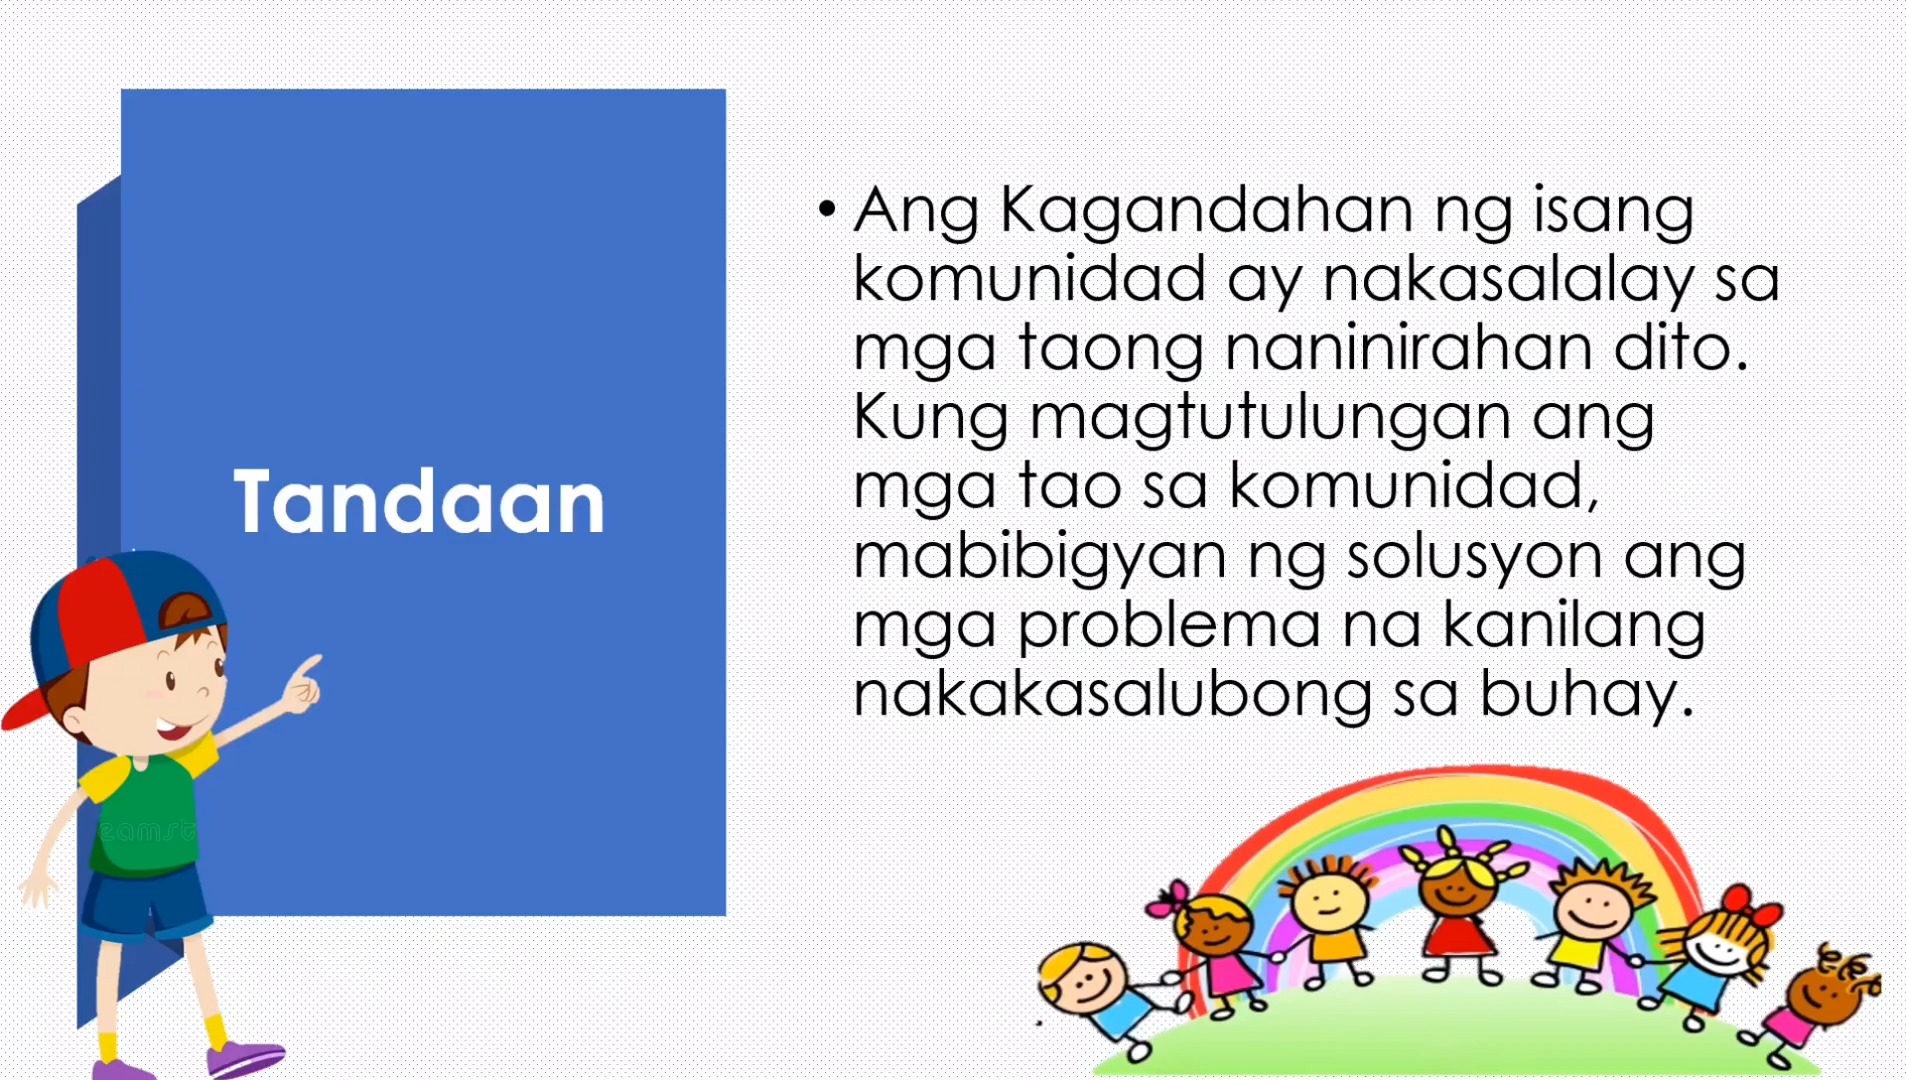 Tandaan
• Ang Kagandahan ng isang
komunidad ay nakasalalay sa
mga taong naninirahan dito.
Kung magtutulungan ang
mga tao sa komunidad,
mabibigyan ng solusyon ang
mga problema na kanilang
nakakasalubong sa buhay.
eamst